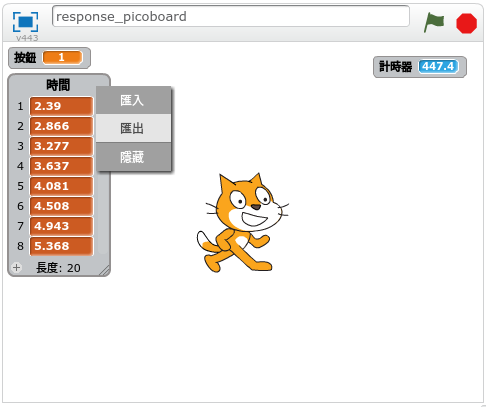 response_picoboard
v443
按鈕 1
計時器 447.4
時間
1 2.39
2 2.866
3 3.277
4 3.637
5 4.081
6 4.508
7 4.943
8 5.368
+ 長度: 20
匯入
匯出
隱藏